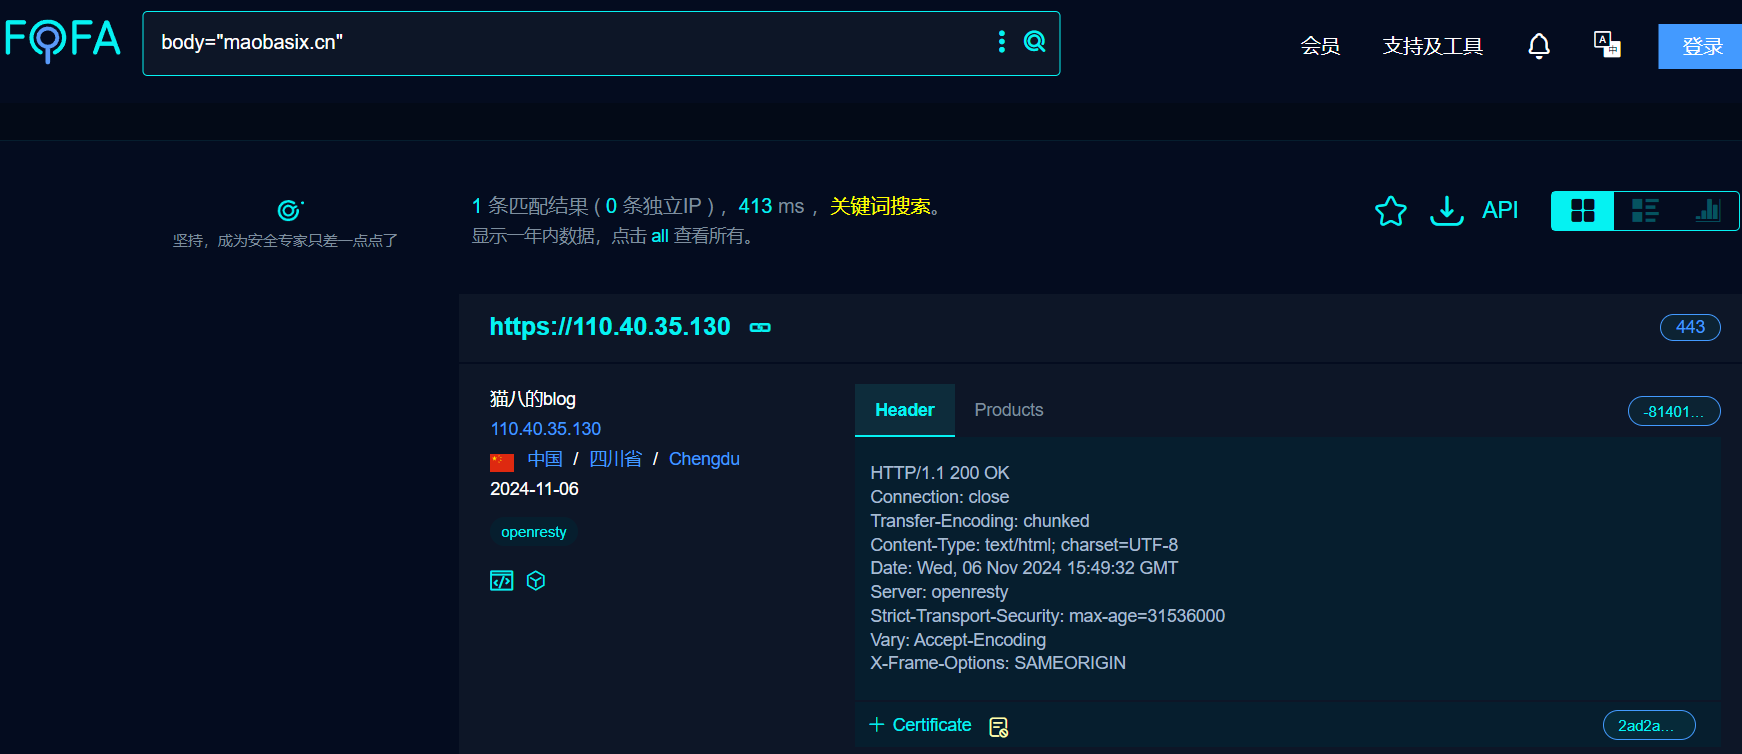 FOFA
body="maobasix.cn"
会员
支持及工具
登录
坚持，成为安全专家只差一点点了
1 条匹配结果 ( 0 条独立IP ) ，413 ms ，关键词搜索。
显示一年内数据，点击 all 查看所有。
API
https://110.40.35.130
443
猫八的blog
110.40.35.130
中国 / 四川省 / Chengdu
2024-11-06
openresty
Header
Products
-81401...
HTTP/1.1 200 OK
Connection: close
Transfer-Encoding: chunked
Content-Type: text/html; charset=UTF-8
Date: Wed, 06 Nov 2024 15:49:32 GMT
Server: openresty
Strict-Transport-Security: max-age=31536000
Vary: Accept-Encoding
X-Frame-Options: SAMEORIGIN
+ Certificate
2ad2a...